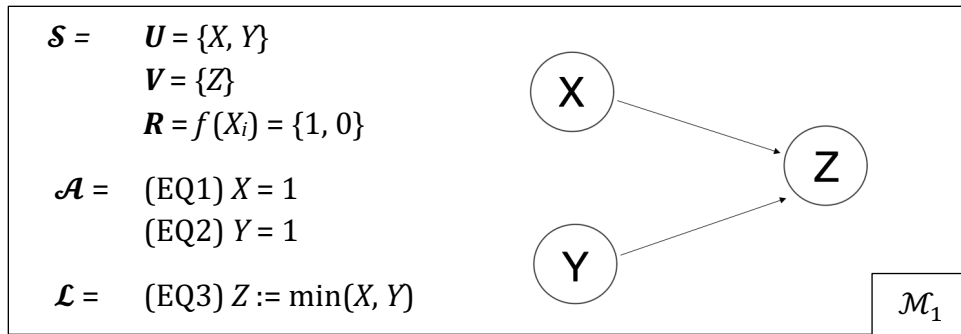 𝓢 = U = {X, Y}
V = {Z}
R = f (Xᵢ) = {1, 0}
𝓐 = (EQ1) X = 1
(EQ2) Y = 1
𝓛 = (EQ3) Z := min(X, Y)
X
Z
Y
ℳ₁